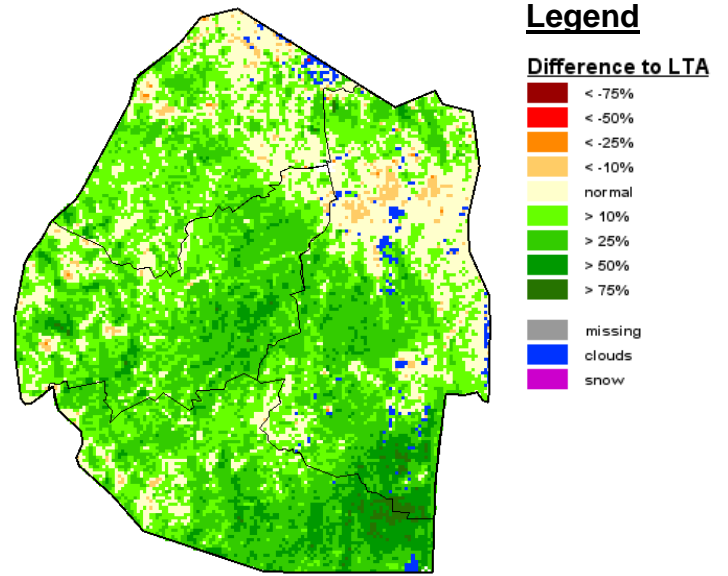 Legend
Difference to LTA
< -75%
< -50%
< -25%
< -10%
normal
> 10%
> 25%
> 50%
> 75%
missing
clouds
snow